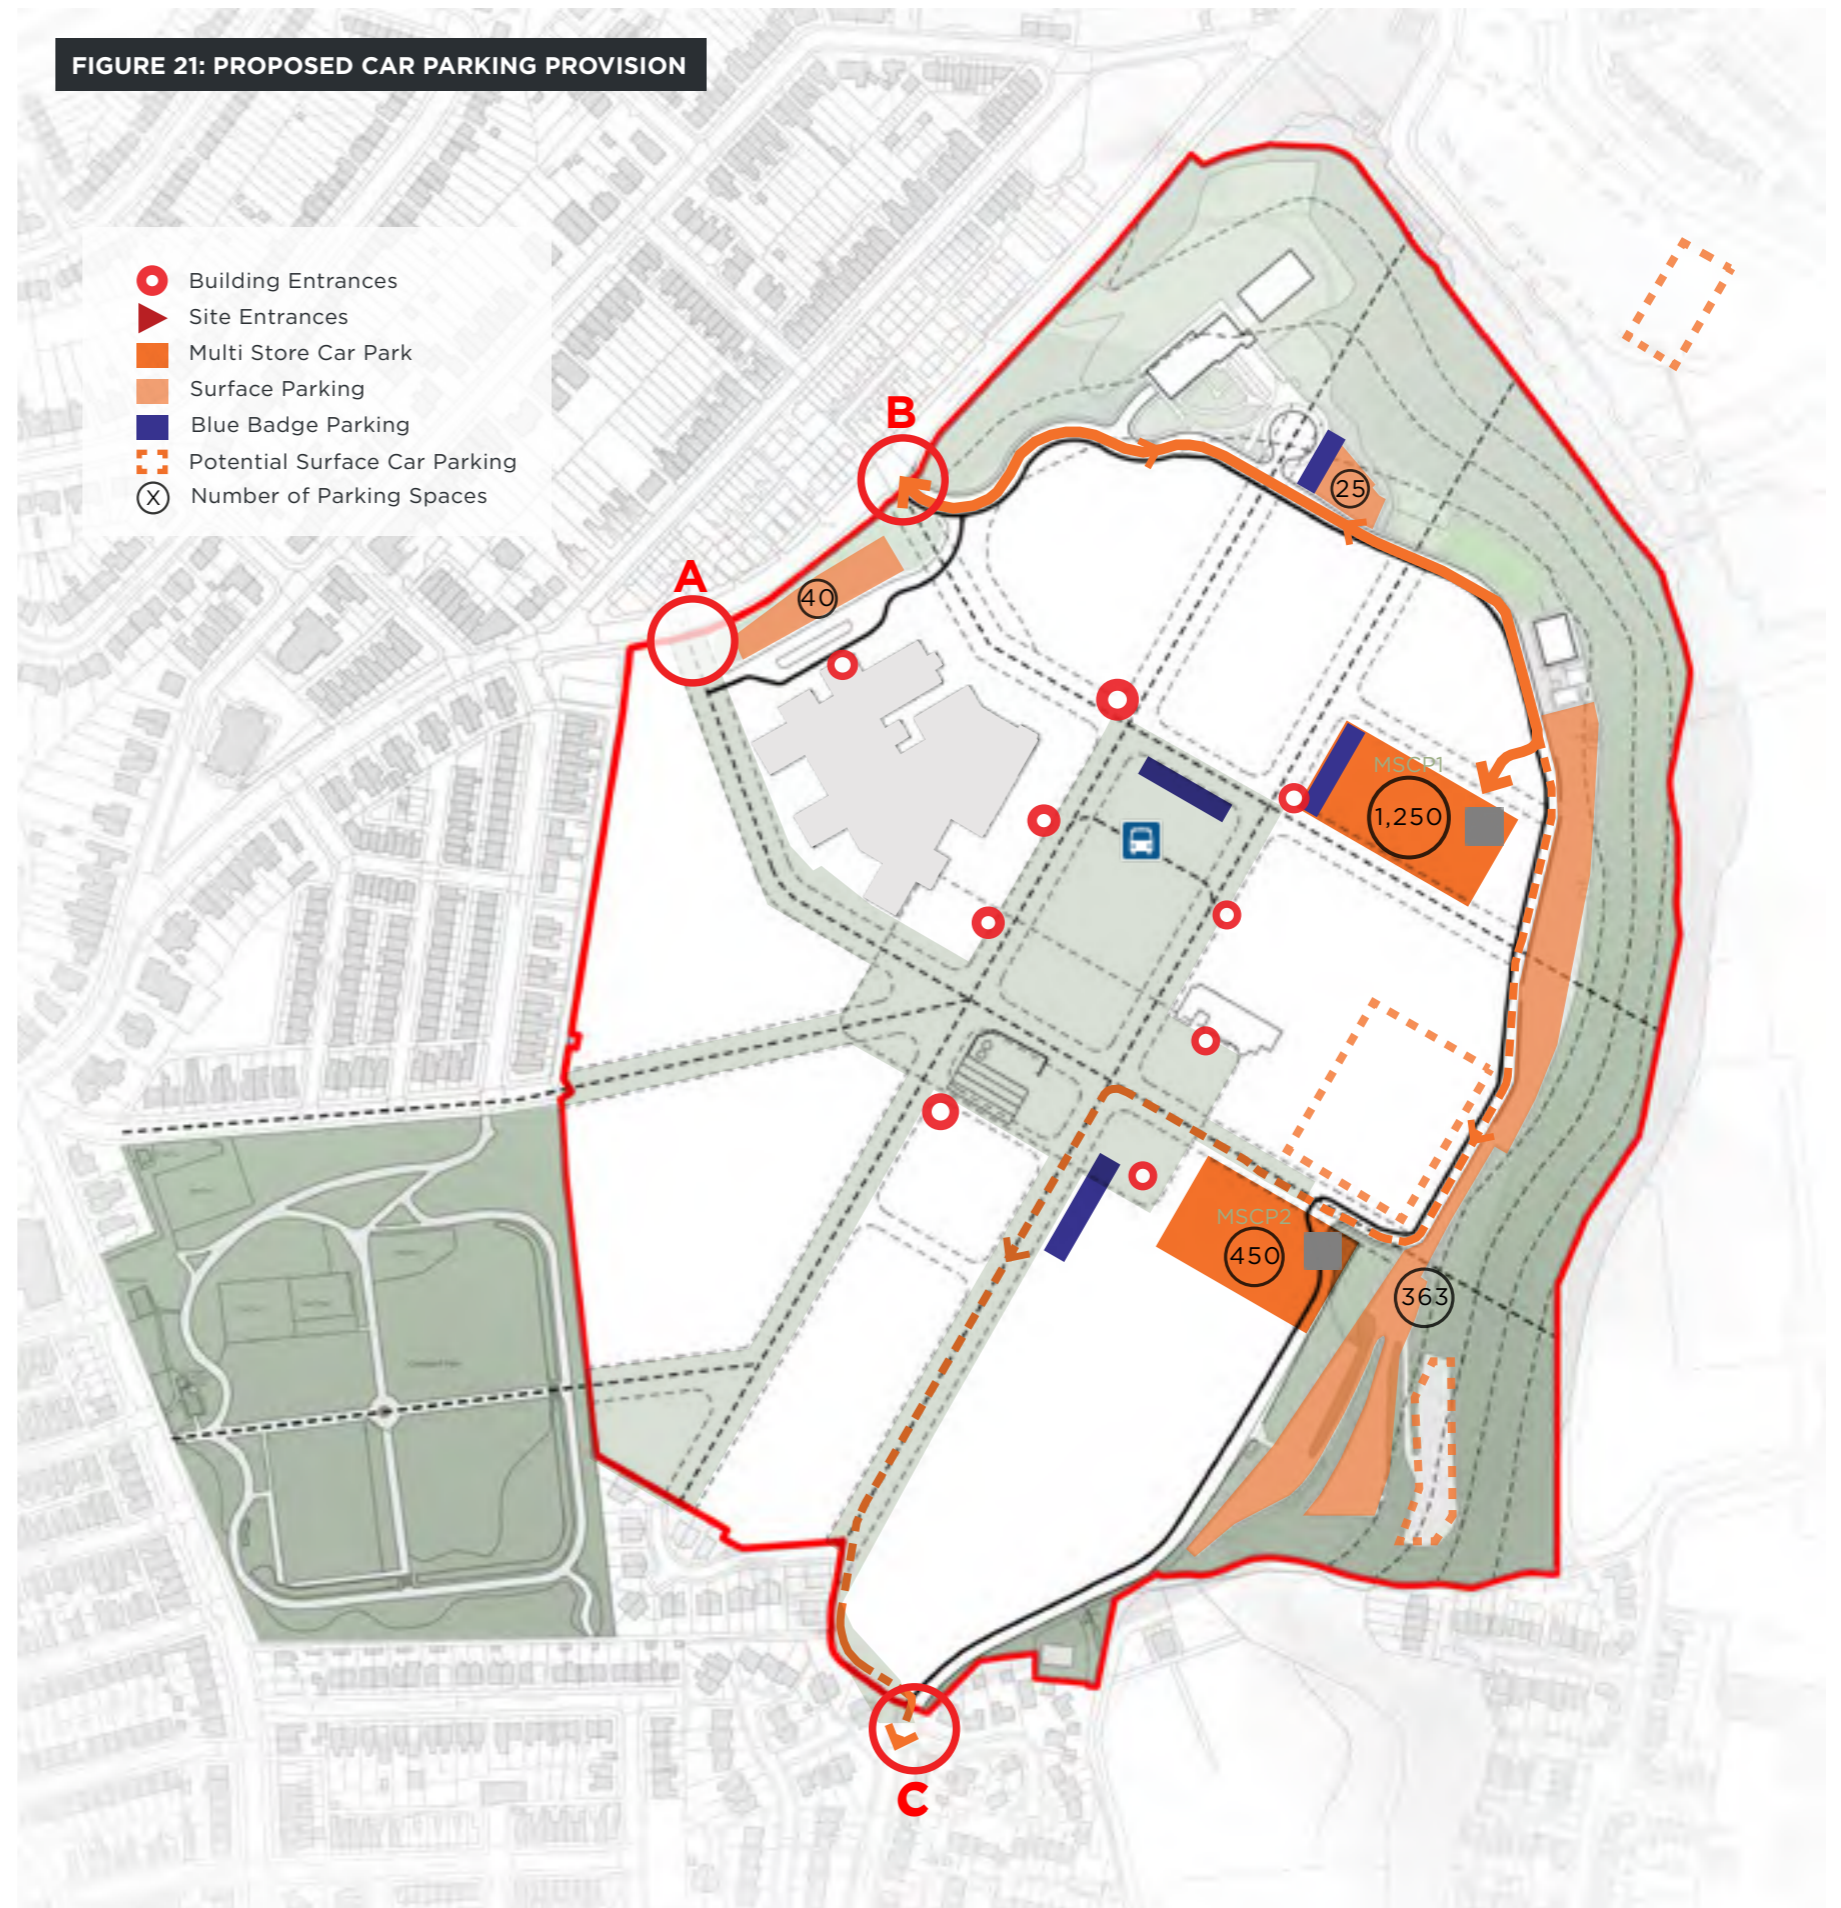 FIGURE 21: PROPOSED CAR PARKING PROVISION
Building Entrances
Site Entrances
Multi Store Car Park
Surface Parking
Blue Badge Parking
Potential Surface Car Parking
X Number of Parking Spaces
B
A
25
40
MSCP1
1,250
MSCP2
450
363
C